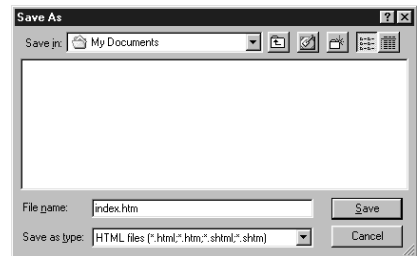 Save As
Save in: My Documents
File name: index.htm
Save
Save as type: HTML files (*.html;*.htm;*.shtml;*.shtm)
Cancel